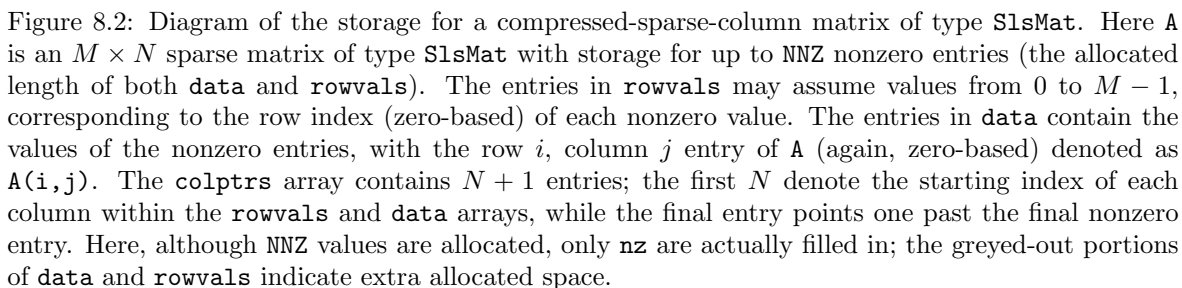 Figure 8.2: Diagram of the storage for a compressed-sparse-column matrix of type SlsMat. Here A
is an M × N sparse matrix of type SlsMat with storage for up to NNZ nonzero entries (the allocated
length of both data and rowvals). The entries in rowvals may assume values from 0 to M − 1,
corresponding to the row index (zero-based) of each nonzero value. The entries in data contain the
values of the nonzero entries, with the row i, column j entry of A (again, zero-based) denoted as
A(i,j). The colptrs array contains N + 1 entries; the first N denote the starting index of each
column within the rowvals and data arrays, while the final entry points one past the final nonzero
entry. Here, although NNZ values are allocated, only nz are actually filled in; the greyed-out portions
of data and rowvals indicate extra allocated space.